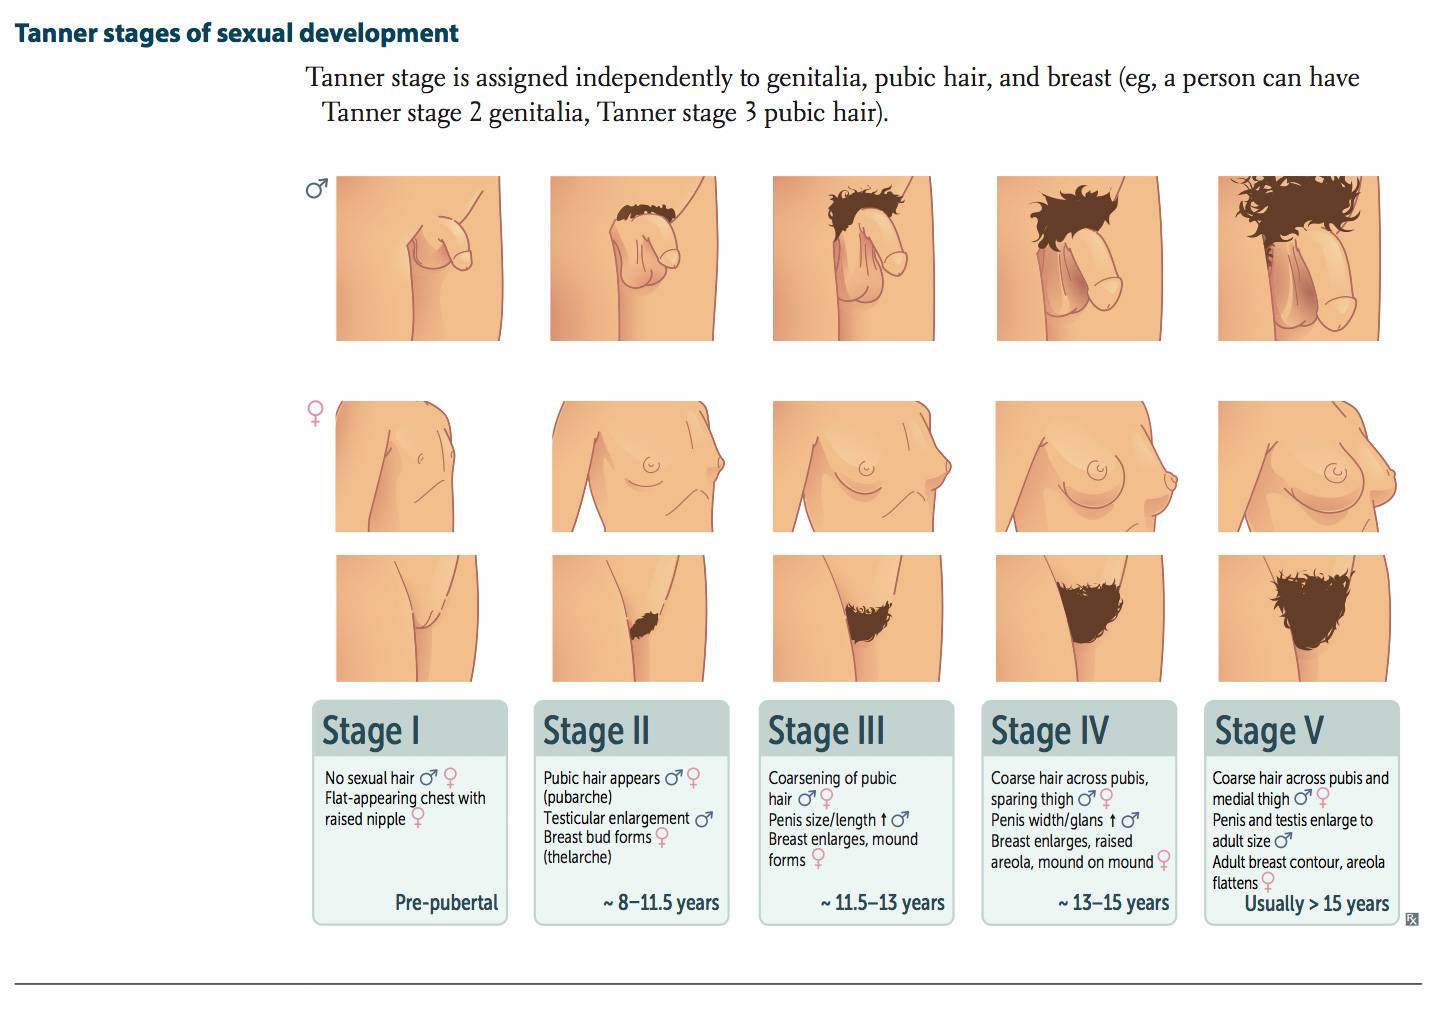 Tanner stages of sexual development
Tanner stage is assigned independently to genitalia, pubic hair, and breast (eg, a person can have
Tanner stage 2 genitalia, Tanner stage 3 pubic hair).
♂
♀
Stage I
No sexual hair ♂ ♀
Flat-appearing chest with
raised nipple ♀
Pre-pubertal
Stage II
Pubic hair appears ♂ ♀
(pubarche)
Testicular enlargement ♂
Breast bud forms ♀
(thelarche)
~ 8–11.5 years
Stage III
Coarsening of pubic
hair ♂ ♀
Penis size/length ↑ ♂
Breast enlarges, mound
forms ♀
~ 11.5–13 years
Stage IV
Coarse hair across pubis,
sparing thigh ♂ ♀
Penis width/glans ↑ ♂
Breast enlarges, raised
areola, mound on mound ♀
~ 13–15 years
Stage V
Coarse hair across pubis and
medial thigh ♂ ♀
Penis and testis enlarge to
adult size ♂
Adult breast contour, areola
flattens ♀
Usually > 15 years
℞